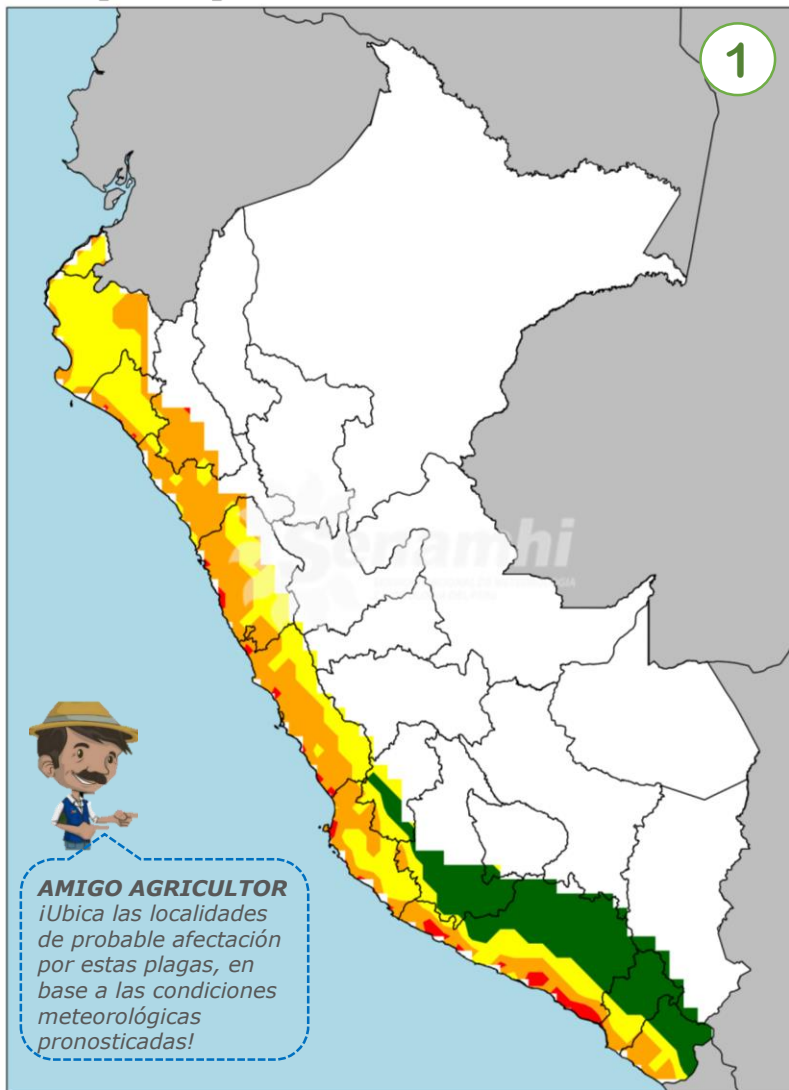 1
Senamhi
AMIGO AGRICULTOR
¡Ubica las localidades
de probable afectación
por estas plagas, en
base a las condiciones
meteorológicas
pronosticadas!